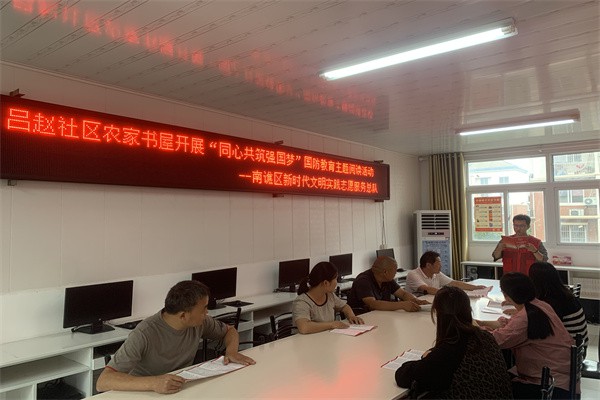 吕赵社区农家书屋开展“同心共筑强国梦”国防教育主题阅读活动
—南谯区新时代文明实践志愿服务总队